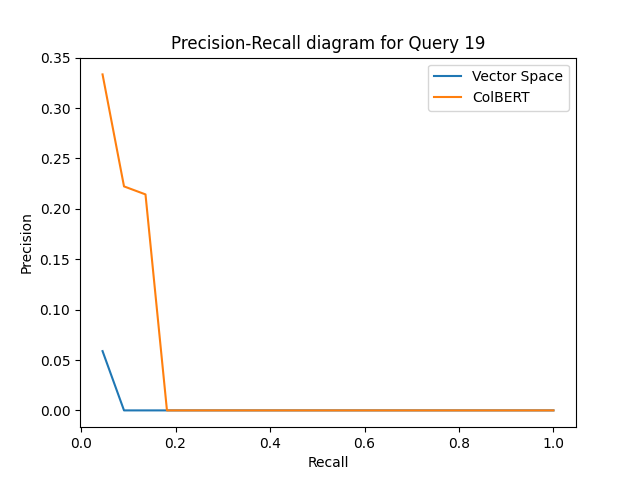 Precision-Recall diagram for Query 19
Vector Space
ColBERT
Precision
0.35
0.30
0.25
0.20
0.15
0.10
0.05
0.00
0.0 0.2 0.4 0.6 0.8 1.0
Recall